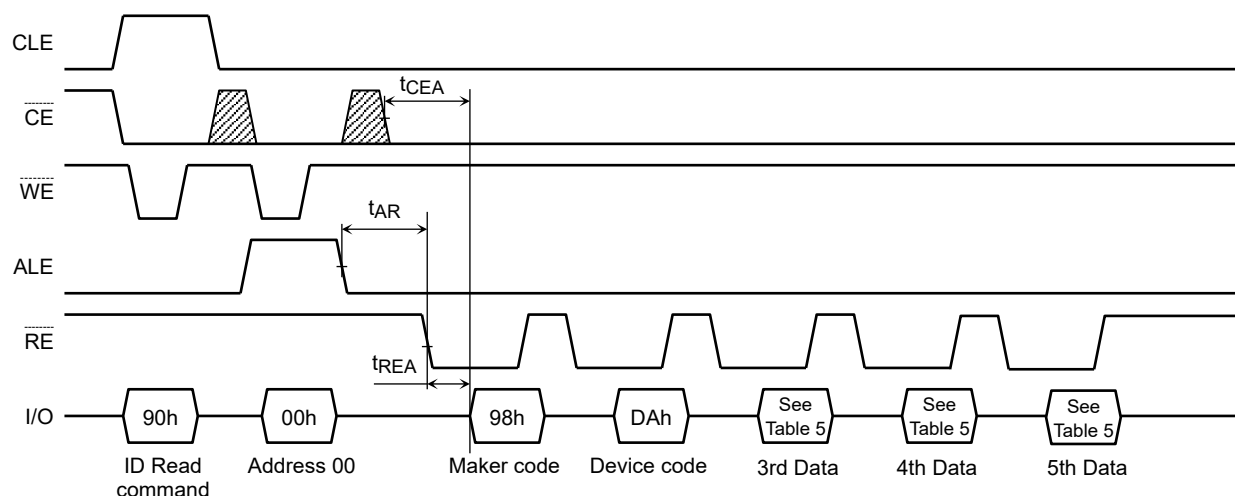 CLE
tCEA
CE
WE
tAR
ALE
RE
tREA
I/O
90h
00h
98h
DAh
See
Table 5
See
Table 5
See
Table 5
ID Read
command
Address 00
Maker code
Device code
3rd Data
4th Data
5th Data